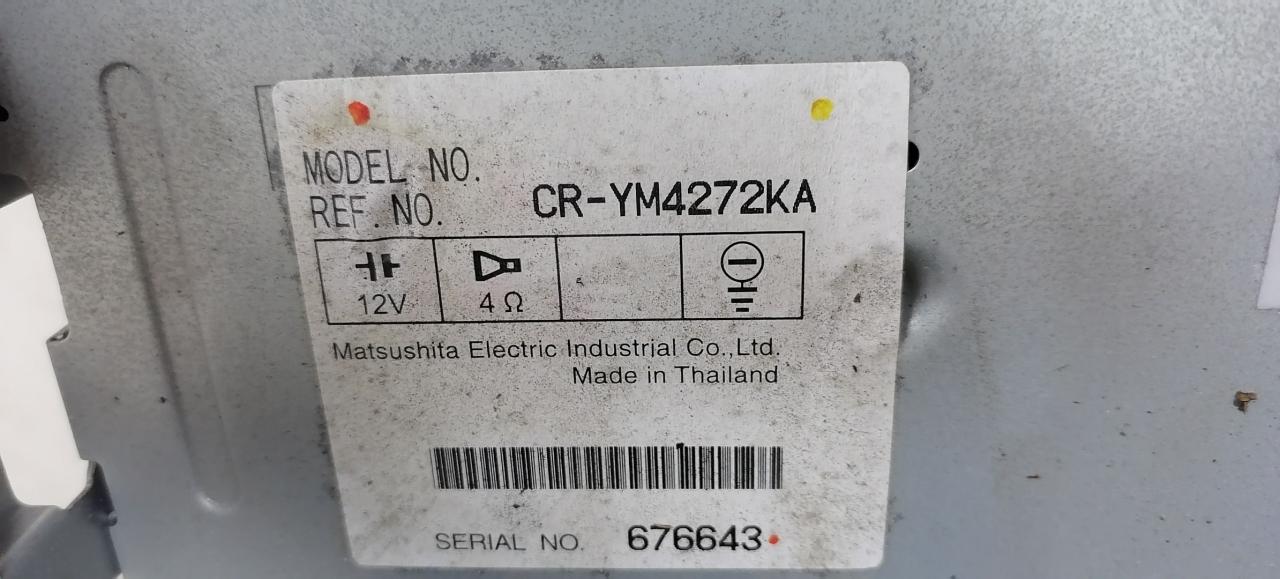 MODEL NO.
REF. NO. CR-YM4272KA
12V 4 Ω
Matsushita Electric Industrial Co.,Ltd.
Made in Thailand
SERIAL NO. 676643